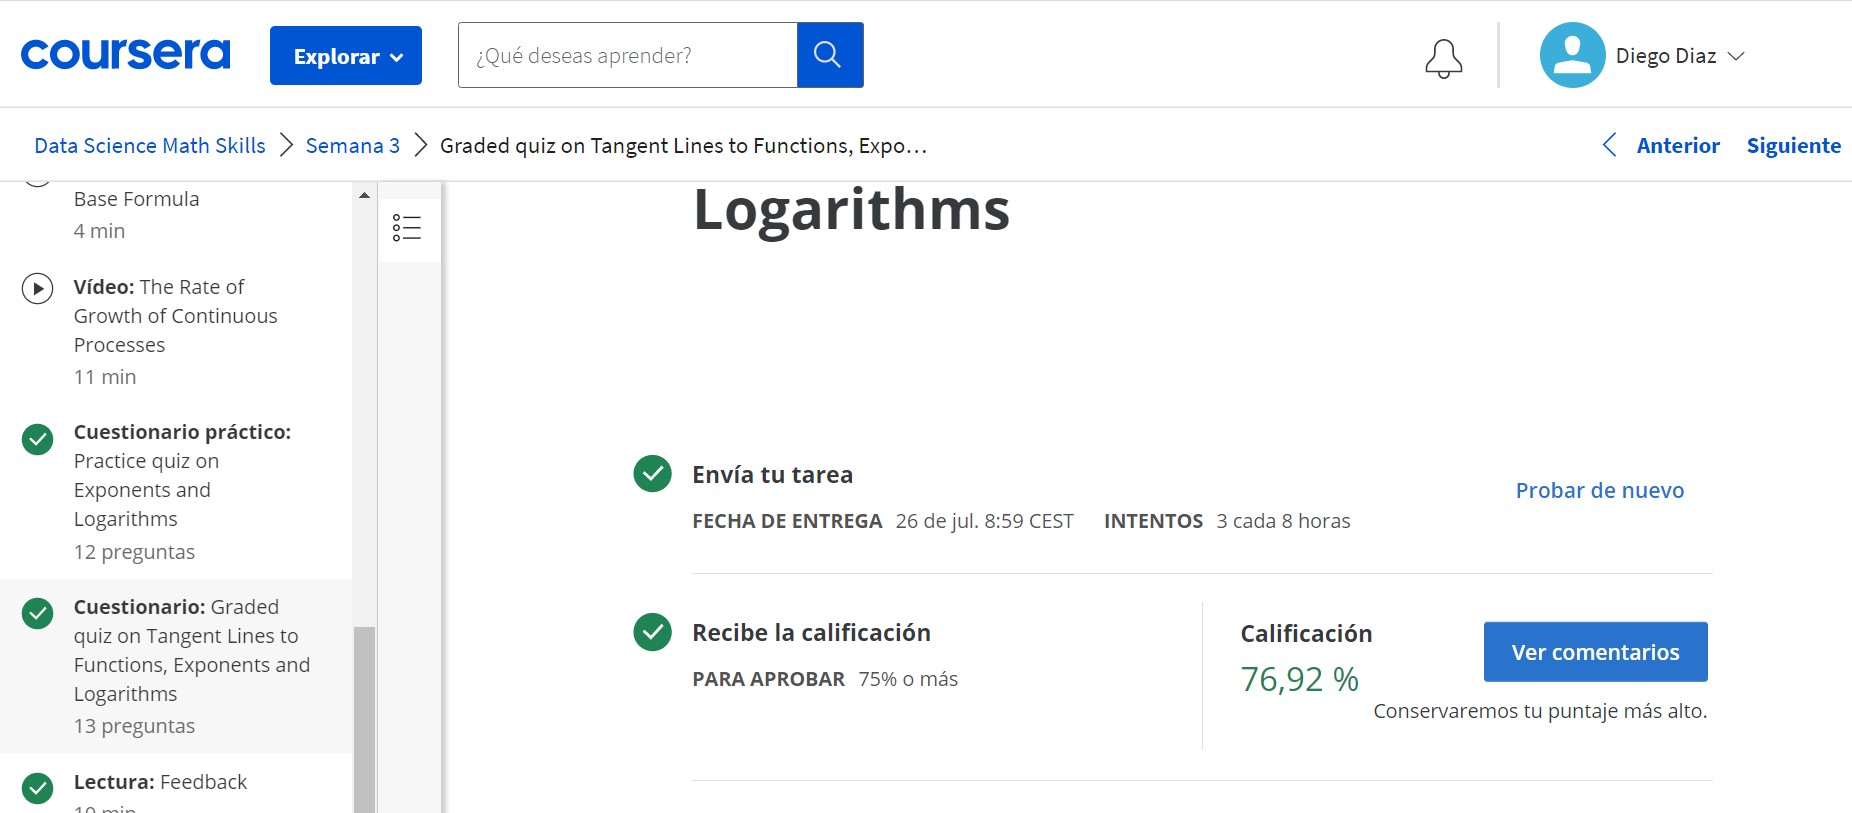 coursera
Explorar
¿Qué deseas aprender?
Diego Diaz
Data Science Math Skills
Semana 3
Graded quiz on Tangent Lines to Functions, Expo...
Anterior
Siguiente
Base Formula
4 min
Vídeo: The Rate of
Growth of Continuous
Processes
11 min
Cuestionario práctico:
Practice quiz on
Exponents and
Logarithms
12 preguntas
Cuestionario: Graded
quiz on Tangent Lines to
Functions, Exponents and
Logarithms
13 preguntas
Lectura: Feedback
10 min
Logarithms
Envía tu tarea
FECHA DE ENTREGA 26 de jul. 8:59 CEST INTENTOS 3 cada 8 horas
Probar de nuevo
Recibe la calificación
PARA APROBAR 75% o más
Calificación
76,92 %
Ver comentarios
Conservaremos tu puntaje más alto.